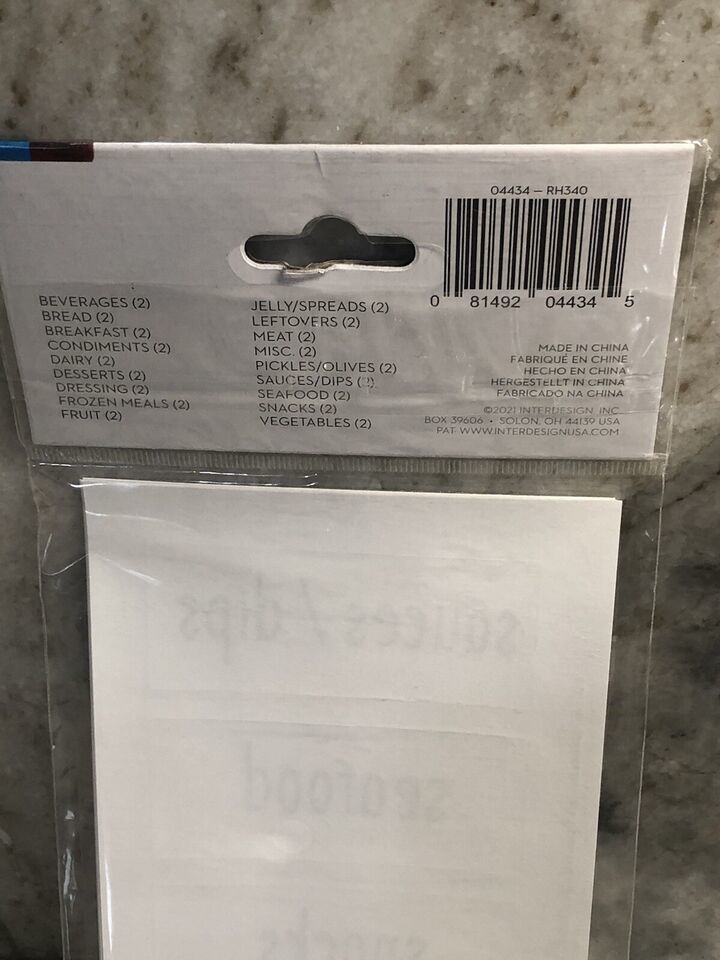 04434 – RH340
0 81492 04434 5
BEVERAGES (2)
BREAD (2)
BREAKFAST (2)
CONDIMENTS (2)
DAIRY (2)
DESSERTS (2)
DRESSING (2)
FROZEN MEALS (2)
FRUIT (2)
JELLY/SPREADS (2)
LEFTOVERS (2)
MEAT (2)
MISC. (2)
PICKLES/OLIVES (2)
SAUCES/DIPS (2)
SEAFOOD (2)
SNACKS (2)
VEGETABLES (2)
MADE IN CHINA
FABRIQUÉ EN CHINE
HECHO EN CHINA
HERGESTELLT IN CHINA
FABRICADO NA CHINA
©2021 INTERDESIGN, INC.
BOX 39606 • SOLON, OH 44139 USA
PAT WWW.INTERDESIGNUSA.COM
sauces / dips
seafood
snacks